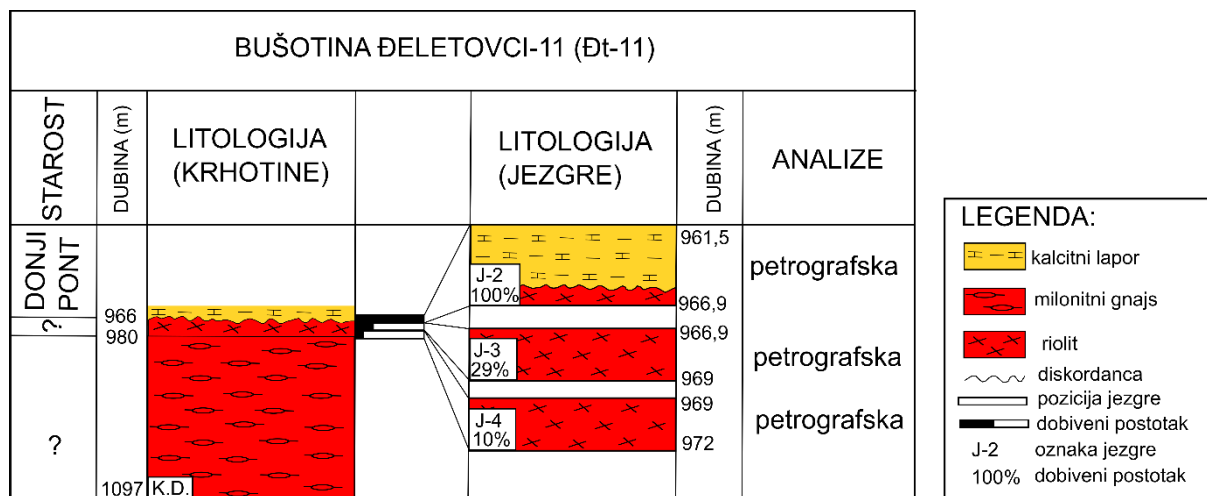 BUŠOTINA ĐELETOVCI-11 (Đt-11)
STAROST
DUBINA (m)
LITOLOGIJA
(KRHOTINE)
LITOLOGIJA
(JEZGRE)
DUBINA (m)
ANALIZE
DONJI
PONT
?
?
966
980
1097
K.D.
J-2
100%
961,5
966,9
petrografska
J-3
29%
966,9
969
petrografska
J-4
10%
969
972
petrografska
LEGENDA:
kalcitni lapor
milonitni gnajs
riolit
diskordanca
pozicija jezgre
dobiveni postotak
J-2 oznaka jezgre
100% dobiveni postotak